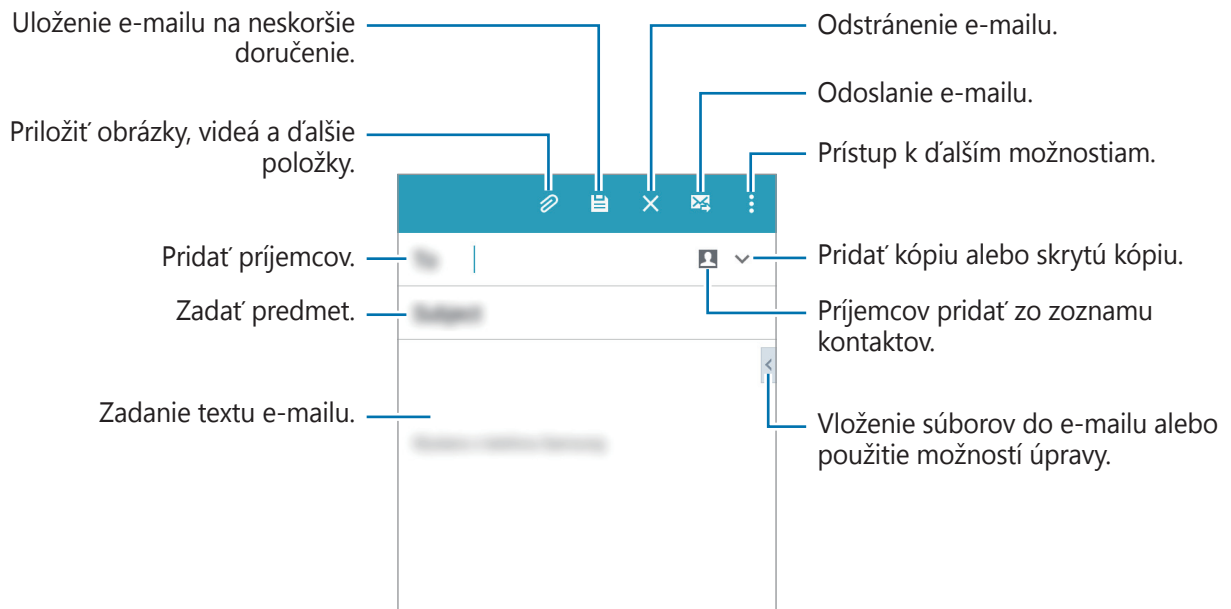 Uloženie e-mailu na neskoršie
doručenie.
Priložiť obrázky, videá a ďalšie
položky.
Pridať príjemcov.
Zadať predmet.
Zadanie textu e-mailu.
To
Subject
Odstránenie e-mailu.
Odoslanie e-mailu.
Prístup k ďalším možnostiam.
Pridať kópiu alebo skrytú kópiu.
Príjemcov pridať zo zoznamu
kontaktov.
Vloženie súborov do e-mailu alebo
použitie možností úpravy.